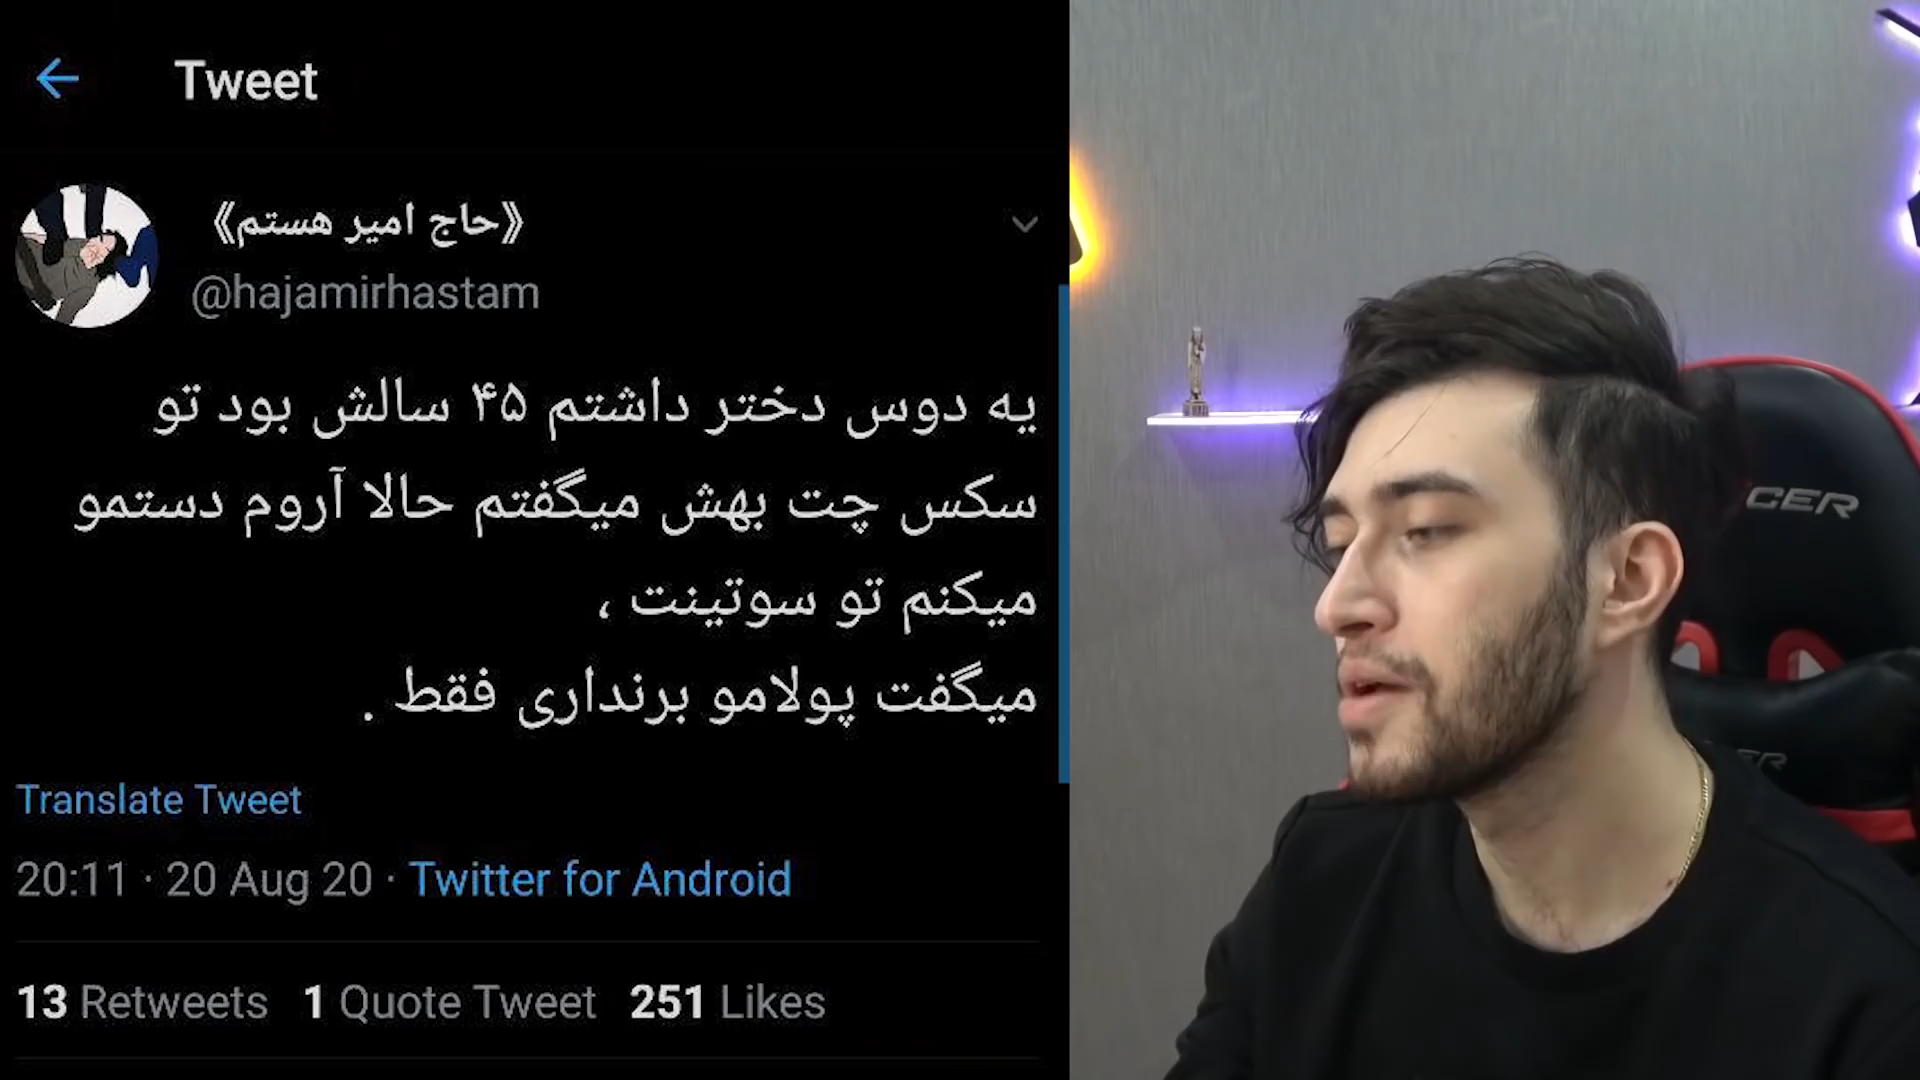 Tweet
《حاج امیر هستم》
@hajamirhastam
یه دوس دختر داشتم ۴۵ سالش بود تو
سکس چت بهش میگفتم حالا آروم دستمو
میکنم تو سوتینت ،
میگفت پولامو برنداری فقط .
Translate Tweet
20:11 · 20 Aug 20 · Twitter for Android
13 Retweets 1 Quote Tweet 251 Likes
CER
ER